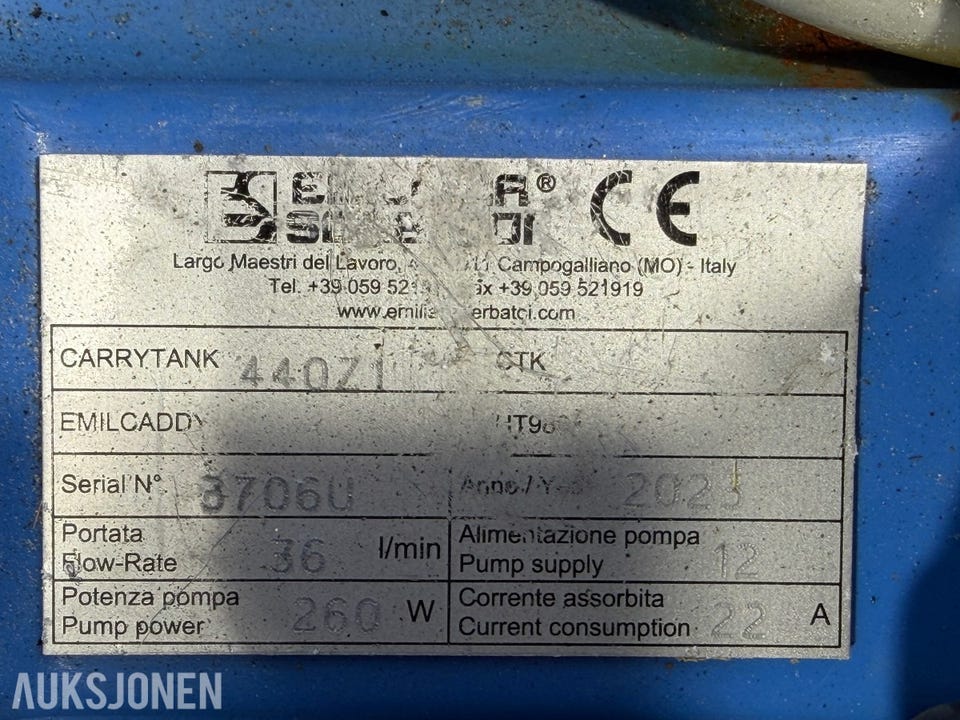 CE
Largo Maestri del Lavoro, Campogalliano (MO) - Italy
Tel. +39 059 +39 059 521919
CARRYTANK CTK
EMILCADDY
Serial N° 2023
Portata
Flow-Rate 36 l/min
Alimentazione pompa
Pump supply 12
Potenza pompa
Pump power 260 W
Corrente assorbita
Current consumption 22 A
AUKSJONEN